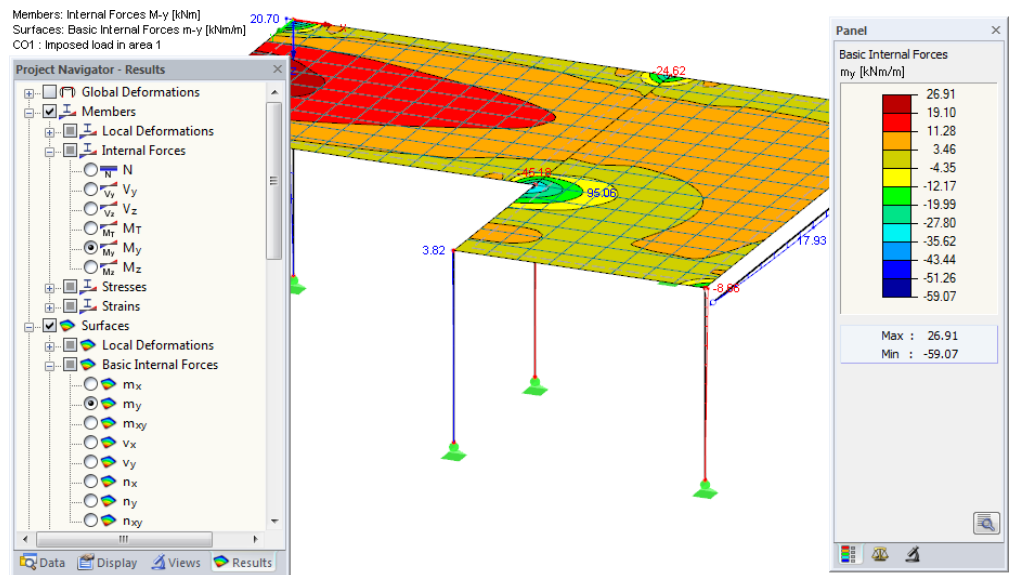 Members: Internal Forces M-y [kNm]
Surfaces: Basic Internal Forces m-y [kNm/m]
CO1 : Imposed load in area 1
Project Navigator - Results
Global Deformations
Members
Local Deformations
Internal Forces
N
Vy
Vz
MT
My
Mz
Stresses
Strains
Surfaces
Local Deformations
Basic Internal Forces
mx
my
mxy
vx
vy
nx
ny
nxy
Data
Display
Views
Results
20.70
-24.62
95.06
3.82
17.93
Panel
Basic Internal Forces
my [kNm/m]
26.91
19.10
11.28
3.46
-4.35
-12.17
-19.99
-27.80
-35.62
-43.44
-51.26
-59.07
Max : 26.91
Min : -59.07